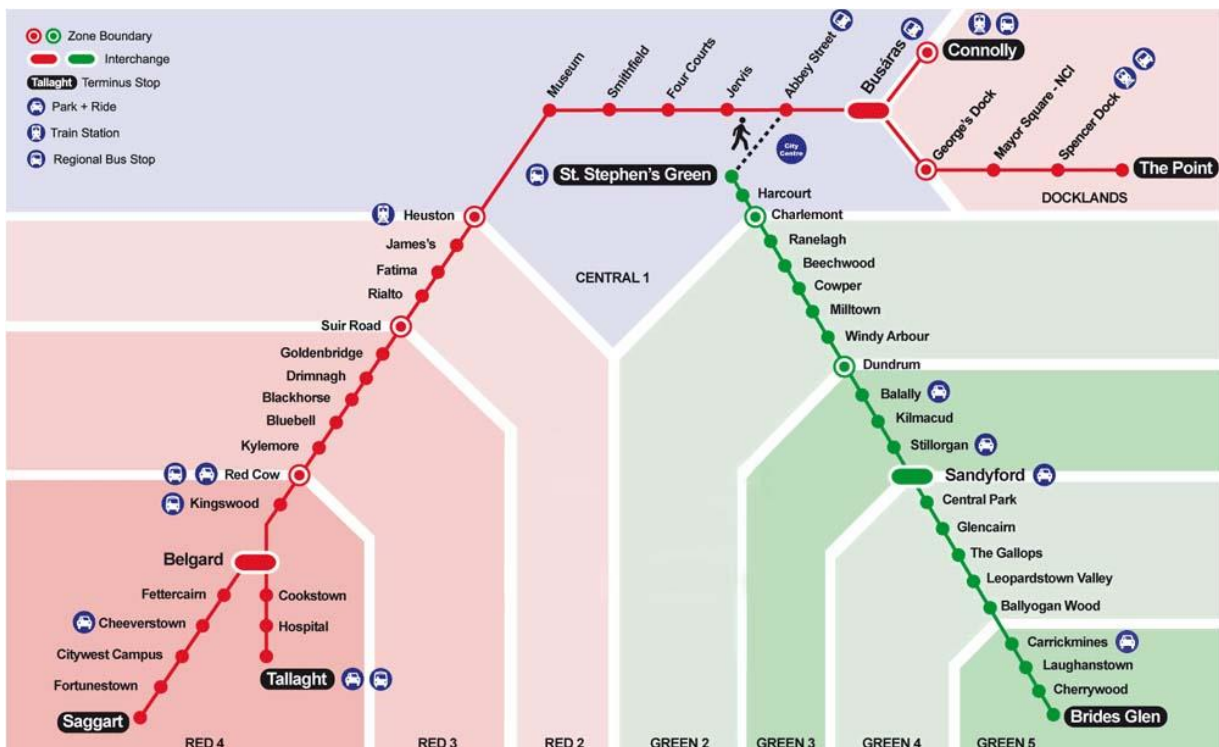 Zone Boundary
Interchange
Tallaght Terminus Stop
Park + Ride
Train Station
Regional Bus Stop
Museum
Smithfield
Four Courts
Jervis
Abbey Street
Busáras
Connolly
George's Dock
Mayor Square - NCI
Spencer Dock
The Point
DOCKLANDS
City
Centre
St. Stephen's Green
Harcourt
Charlemont
Ranelagh
Beechwood
Cowper
Milltown
Windy Arbour
Dundrum
Balally
Kilmacud
Stillorgan
Sandyford
Central Park
Glencairn
The Gallops
Leopardstown Valley
Ballyogan Wood
Carrickmines
Laughanstown
Cherrywood
Brides Glen
CENTRAL 1
Heuston
James's
Fatima
Rialto
Suir Road
Goldenbridge
Drimnagh
Blackhorse
Bluebell
Kylemore
Red Cow
Kingswood
Belgard
Fettercairn
Cheeverstown
Citywest Campus
Fortunestown
Saggart
Cookstown
Hospital
Tallaght
RED 4
RED 3
RED 2
GREEN 2
GREEN 3
GREEN 4
GREEN 5